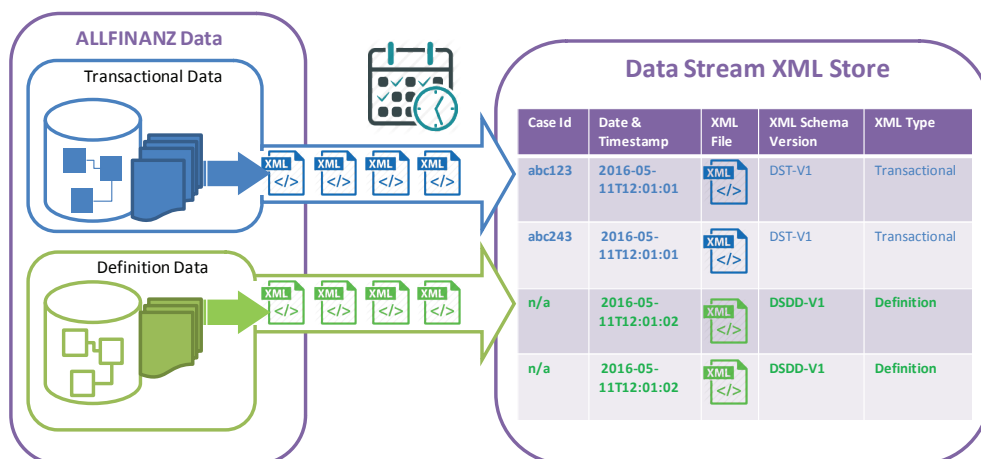 ALLFINANZ Data
Transactional Data
XML XML XML XML
</> </> </> </>
Definition Data
XML XML XML XML
</> </> </> </>
Data Stream XML Store
Case Id Date & XML XML Schema XML Type
Timestamp File Version
abc123 2016-05- XML DST-V1 Transactional
11T12:01:01 </>
abc243 2016-05- XML DST-V1 Transactional
11T12:01:01 </>
n/a 2016-05- XML DSDD-V1 Definition
11T12:01:02 </>
n/a 2016-05- XML DSDD-V1 Definition
11T12:01:02 </>